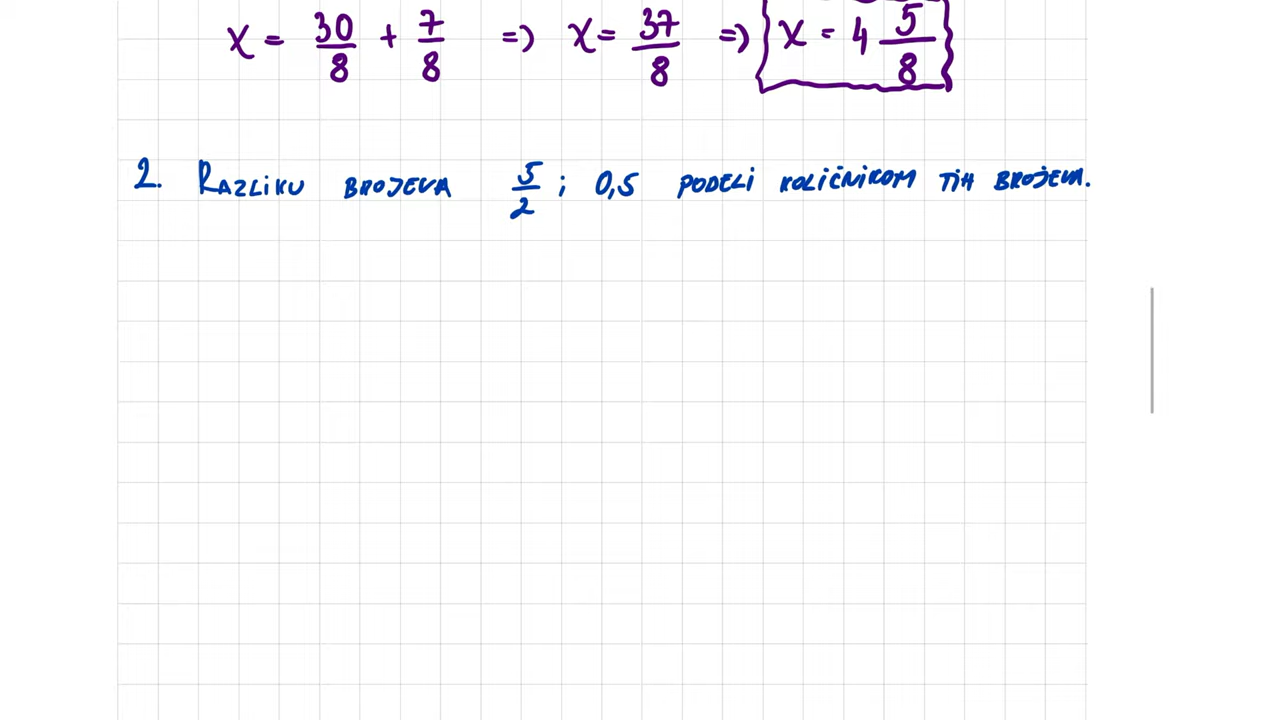 x = 30/8 + 7/8 => x = 37/8 => x = 4 5/8
2. RAZLIKU BROJEVA 5/2 i 0,5 PODELI KOLIČNIKOM TIH BROJEVA.